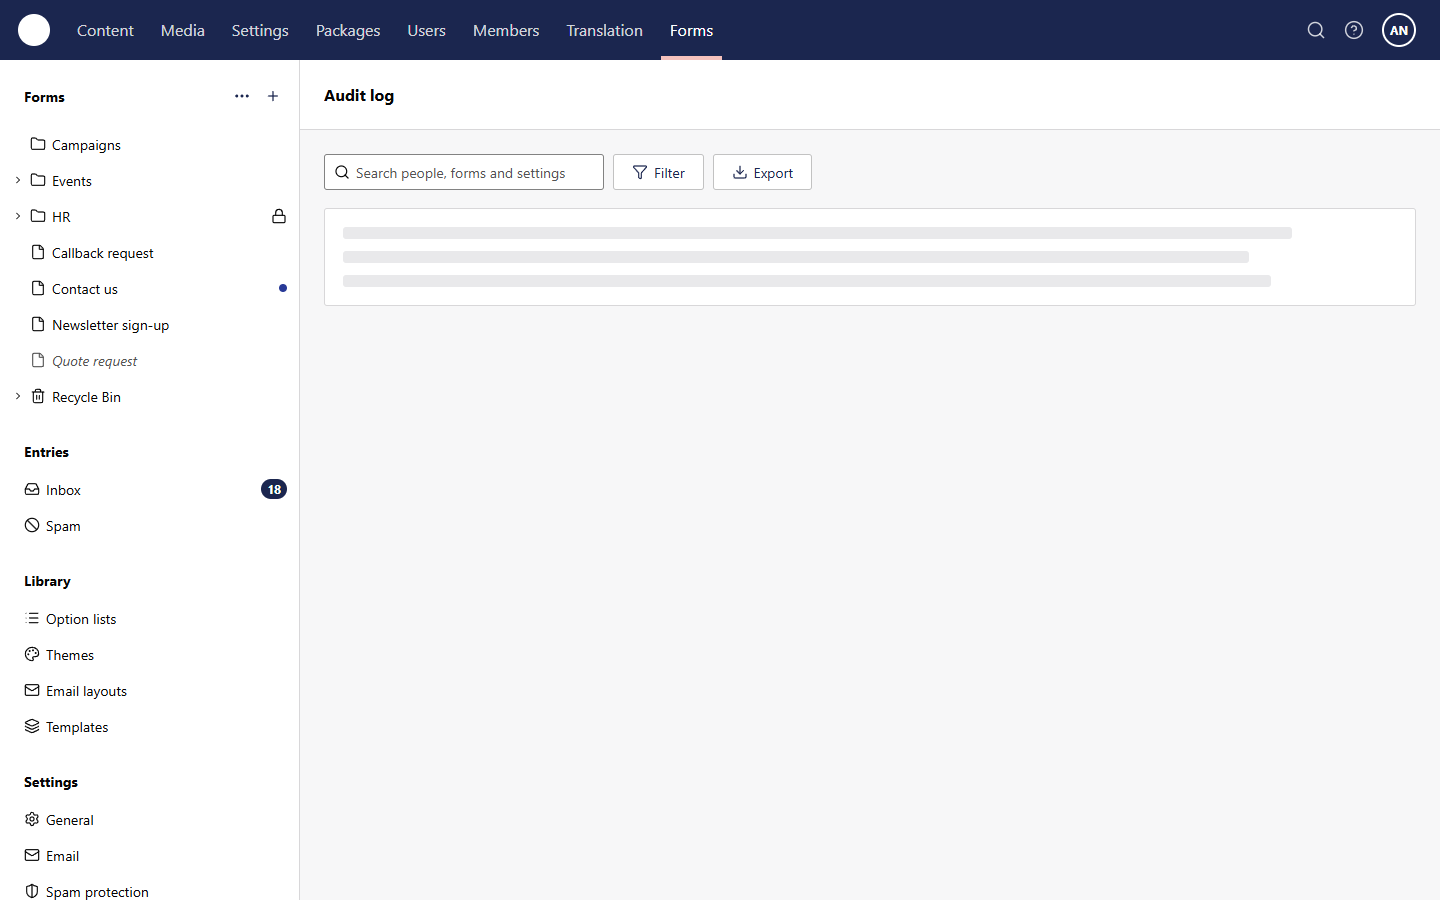 Content Media Settings Packages Users Members Translation Forms AN
Forms
Campaigns
Events
HR
Callback request
Contact us
Newsletter sign-up
Quote request
Recycle Bin
Entries
Inbox 18
Spam
Library
Option lists
Themes
Email layouts
Templates
Settings
General
Email
Spam protection
Audit log
Search people, forms and settings Filter Export